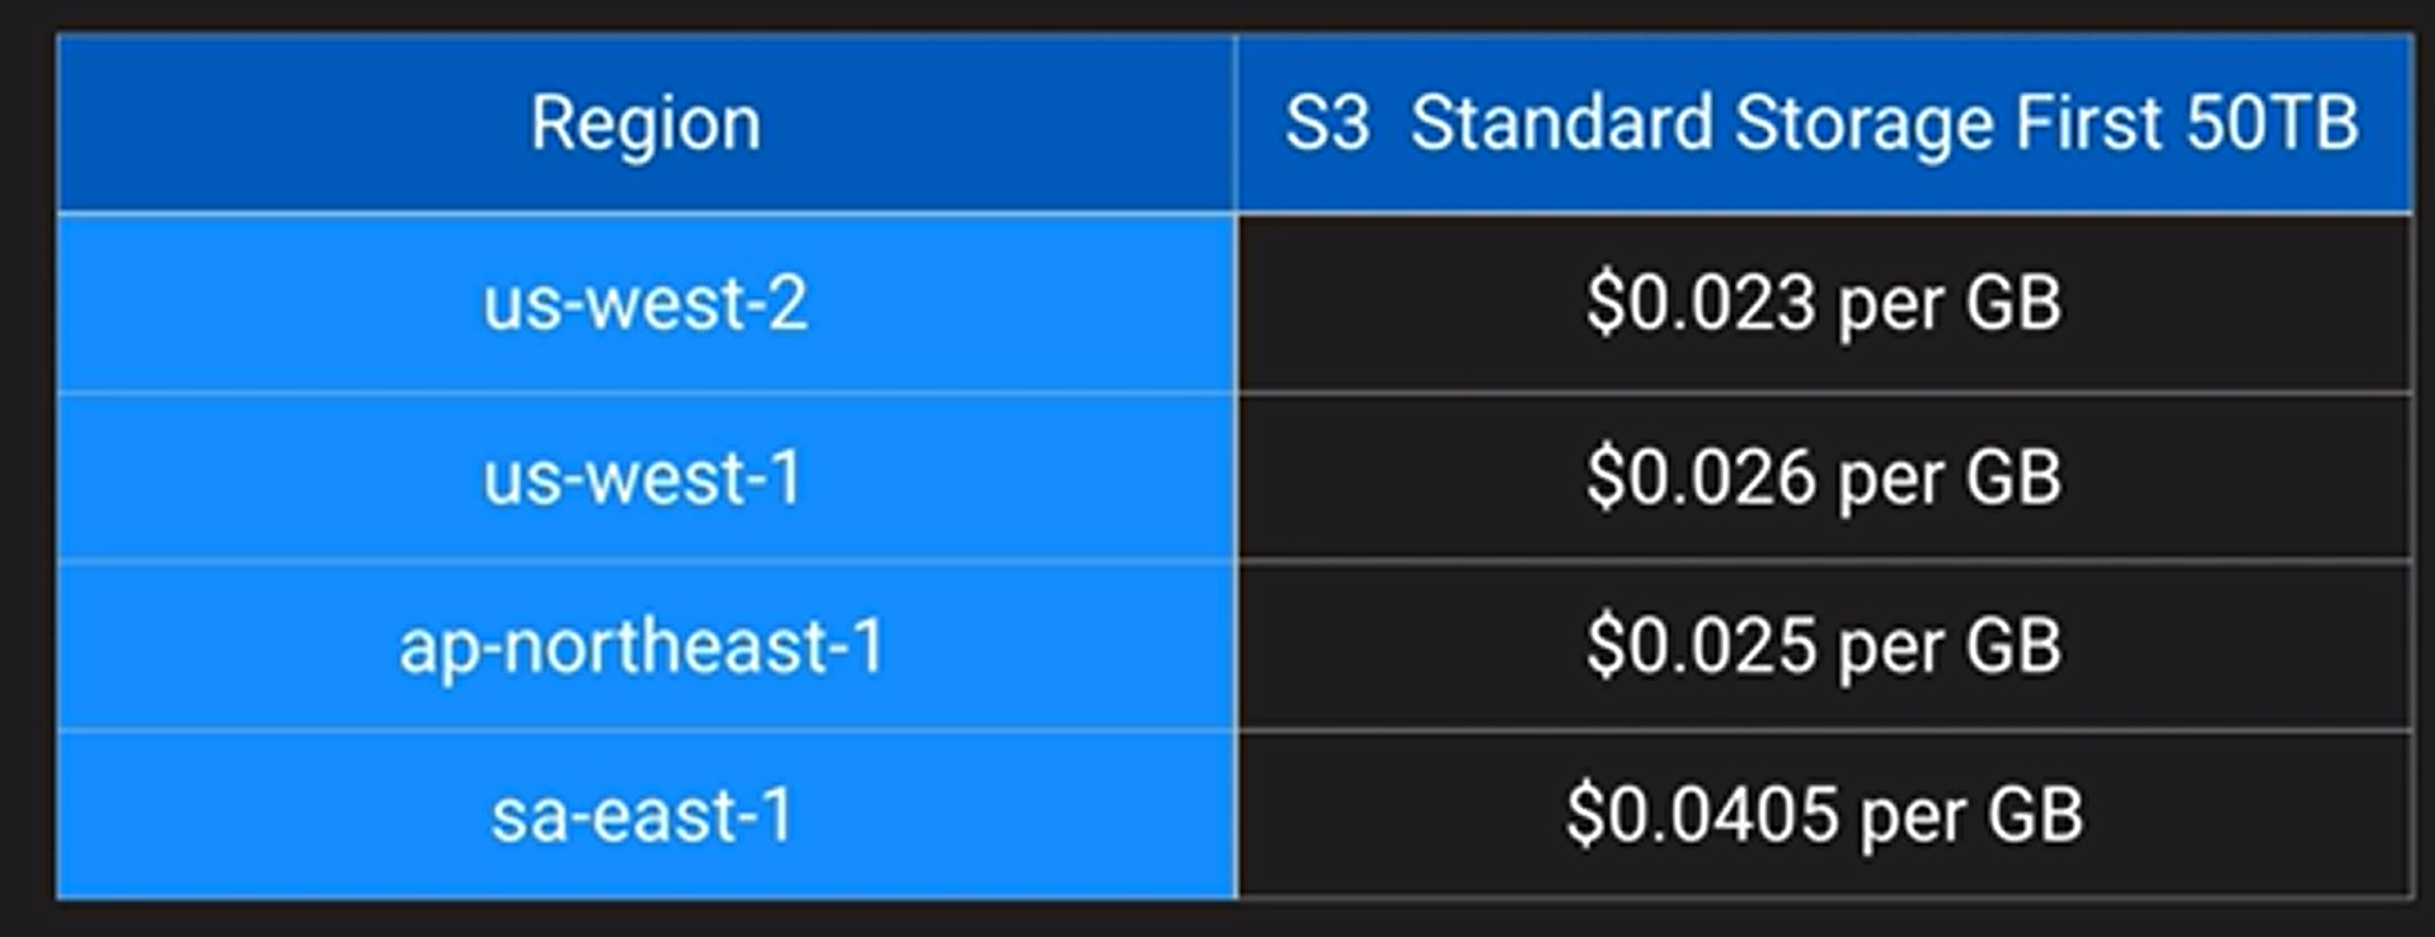 Region S3 Standard Storage First 50TB
us-west-2 $0.023 per GB
us-west-1 $0.026 per GB
ap-northeast-1 $0.025 per GB
sa-east-1 $0.0405 per GB